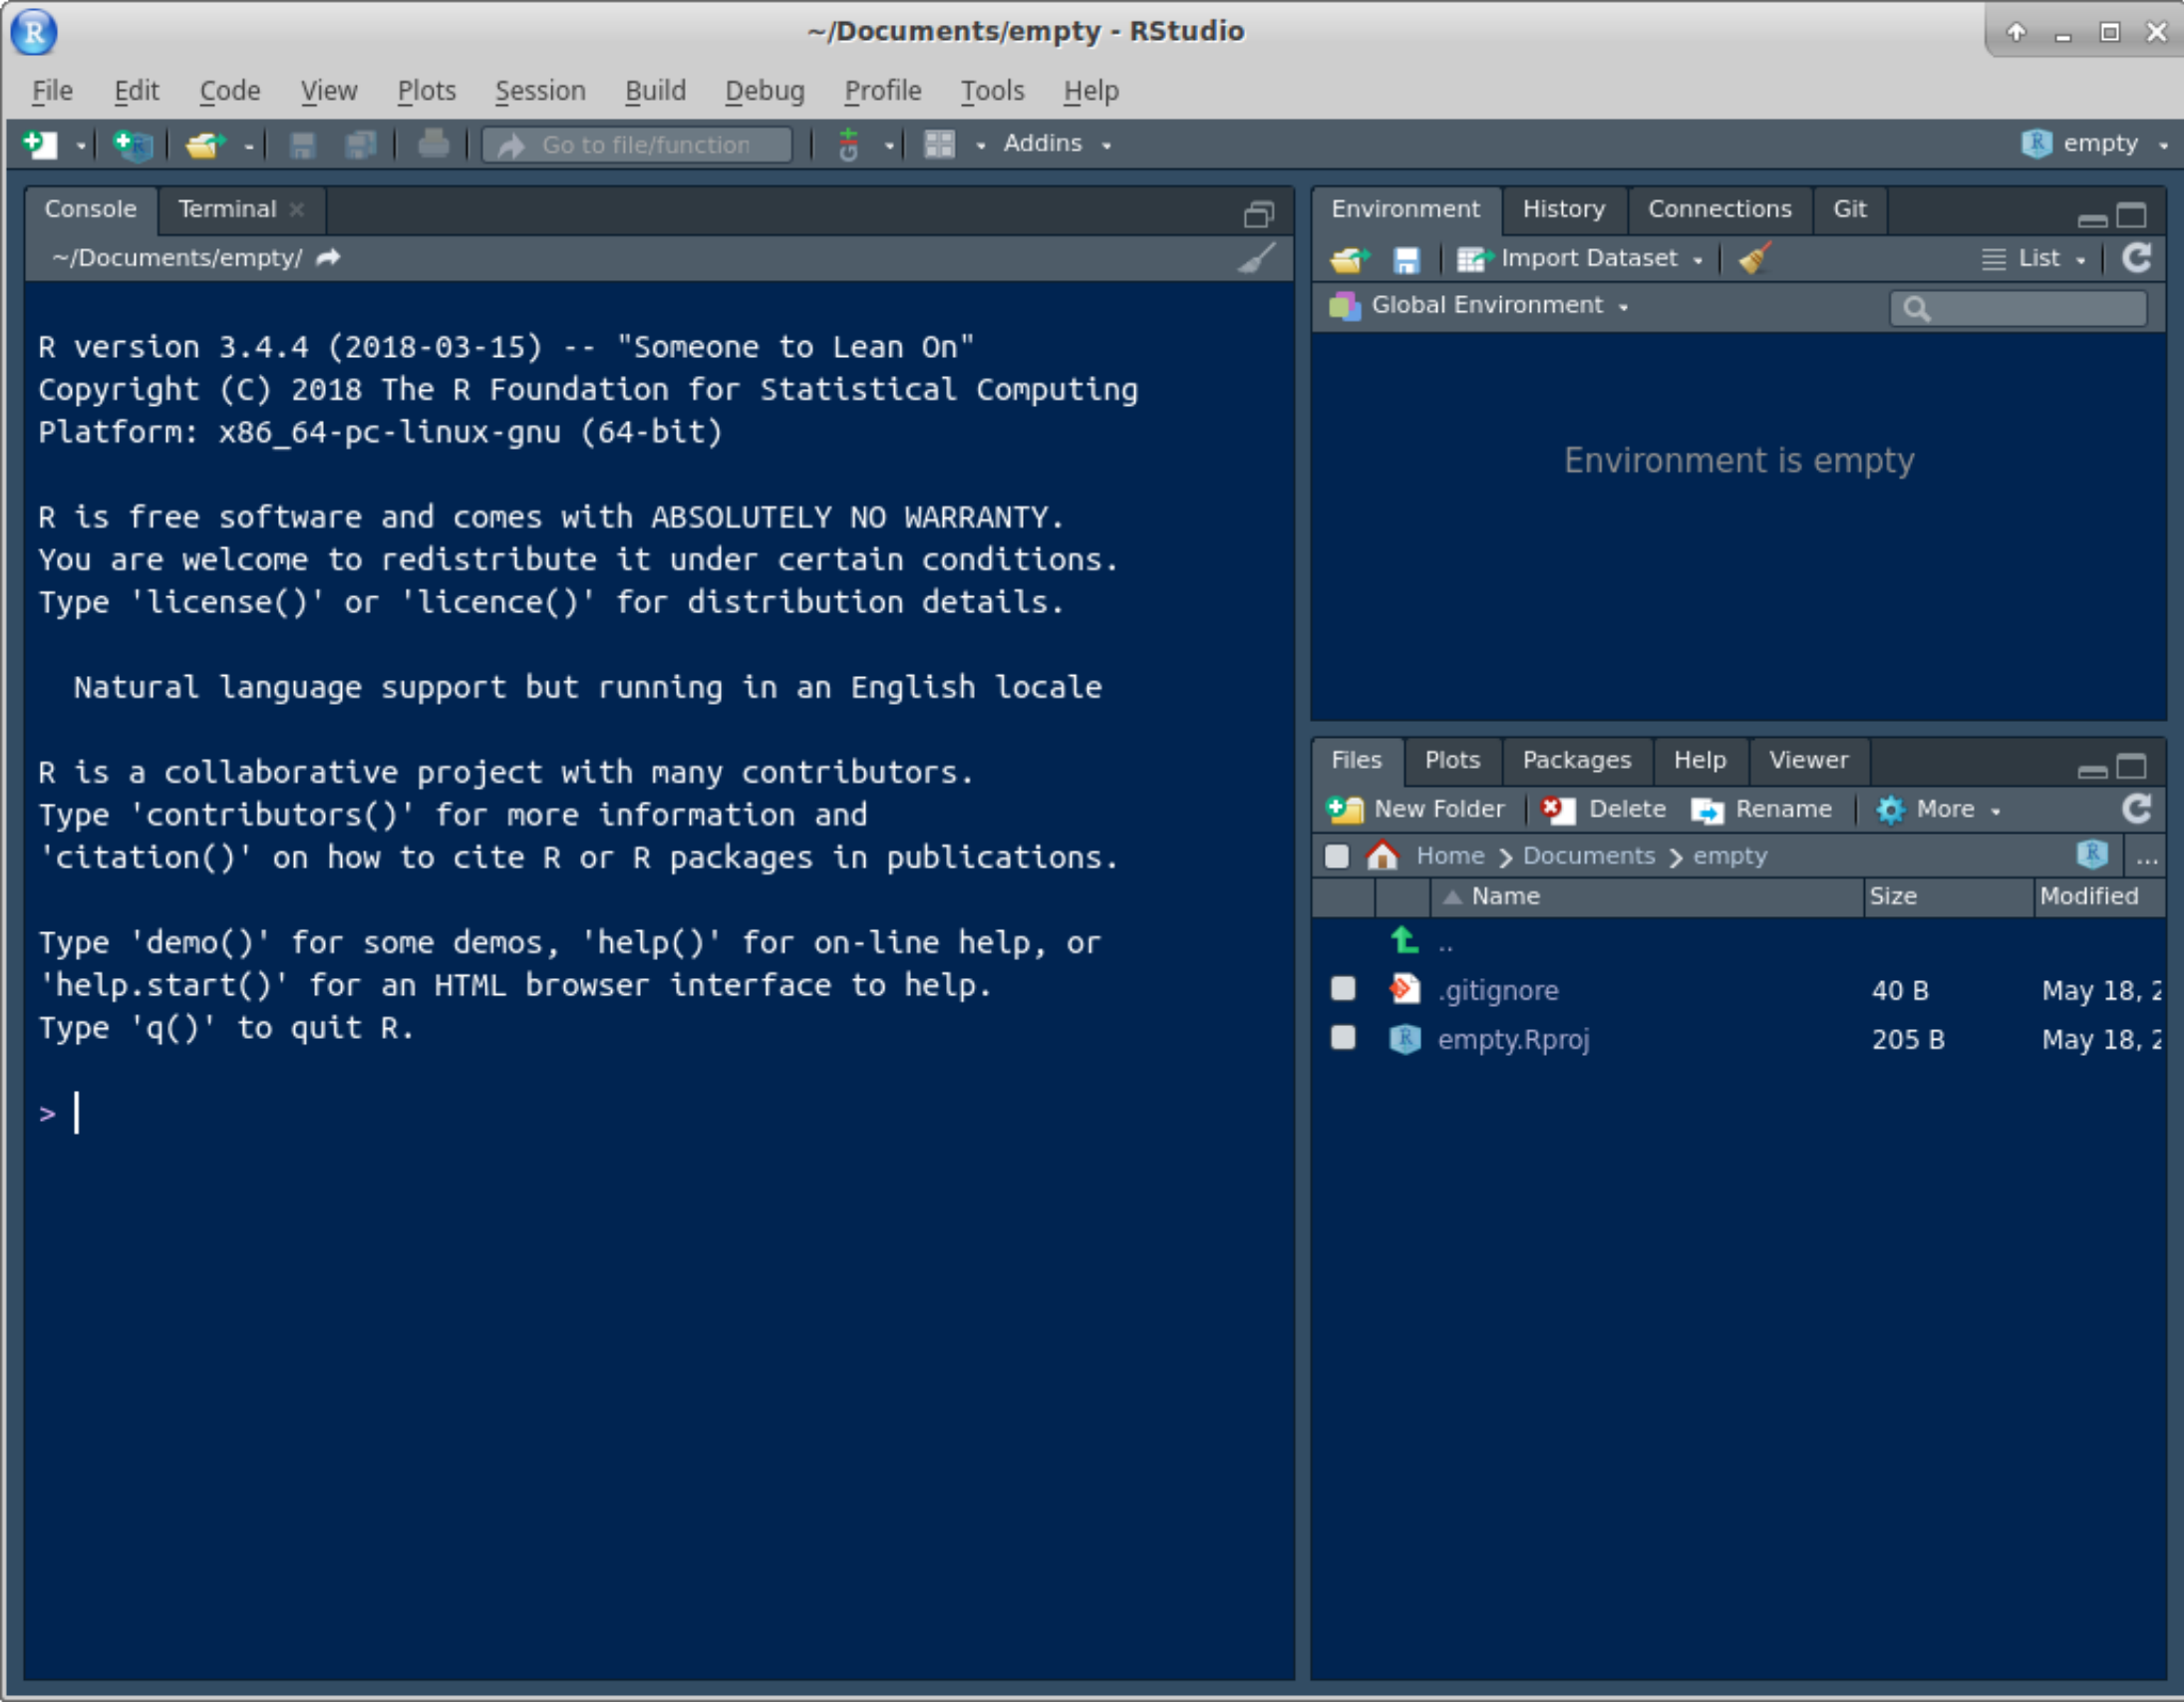 ~/Documents/empty - RStudio
File Edit Code View Plots Session Build Debug Profile Tools Help
Go to file/function Git Addins empty
Console Terminal
~/Documents/empty/
R version 3.4.4 (2018-03-15) -- "Someone to Lean On"
Copyright (C) 2018 The R Foundation for Statistical Computing
Platform: x86_64-pc-linux-gnu (64-bit)
R is free software and comes with ABSOLUTELY NO WARRANTY.
You are welcome to redistribute it under certain conditions.
Type 'license()' or 'licence()' for distribution details.
Natural language support but running in an English locale
R is a collaborative project with many contributors.
Type 'contributors()' for more information and
'citation()' on how to cite R or R packages in publications.
Type 'demo()' for some demos, 'help()' for on-line help, or
'help.start()' for an HTML browser interface to help.
Type 'q()' to quit R.
>
Environment History Connections Git
Import Dataset List
Global Environment
Environment is empty
Files Plots Packages Help Viewer
New Folder Delete Rename More
Home Documents empty ...
Name Size Modified
..
.gitignore 40 B May 18, 2
empty.Rproj 205 B May 18, 2